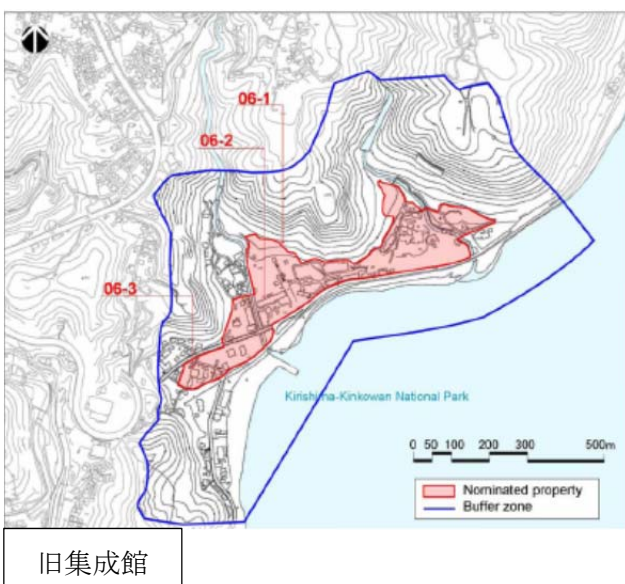 06-1
06-2
06-3
Kirishima-Kinkowan National Park
0 50 100 200 300 500m
Nominated property
Buffer zone
旧集成館